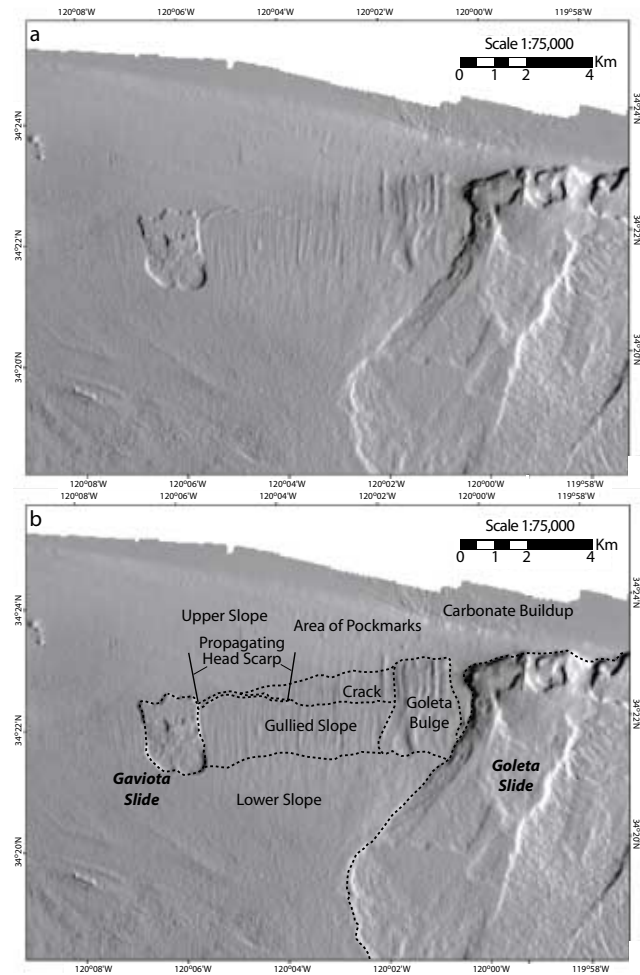 120°08'W 120°06'W 120°04'W 120°02'W 120°00'W 119°58'W
a
Scale 1:75,000
0 1 2 4 Km
34°24'N 34°24'N
34°22'N 34°22'N
34°20'N 34°20'N
120°08'W 120°06'W 120°04'W 120°02'W 120°00'W 119°58'W
120°08'W 120°06'W 120°04'W 120°02'W 120°00'W 119°58'W
b
Scale 1:75,000
0 1 2 4 Km
34°24'N 34°24'N
Upper Slope
Area of Pockmarks
Carbonate Buildup
Propagating
Head Scarp
Crack
Goleta
Bulge
Gullied Slope
34°22'N 34°22'N
Gaviota
Slide
Goleta
Slide
Lower Slope
34°20'N 34°20'N
120°08'W 120°06'W 120°04'W 120°02'W 120°00'W 119°58'W